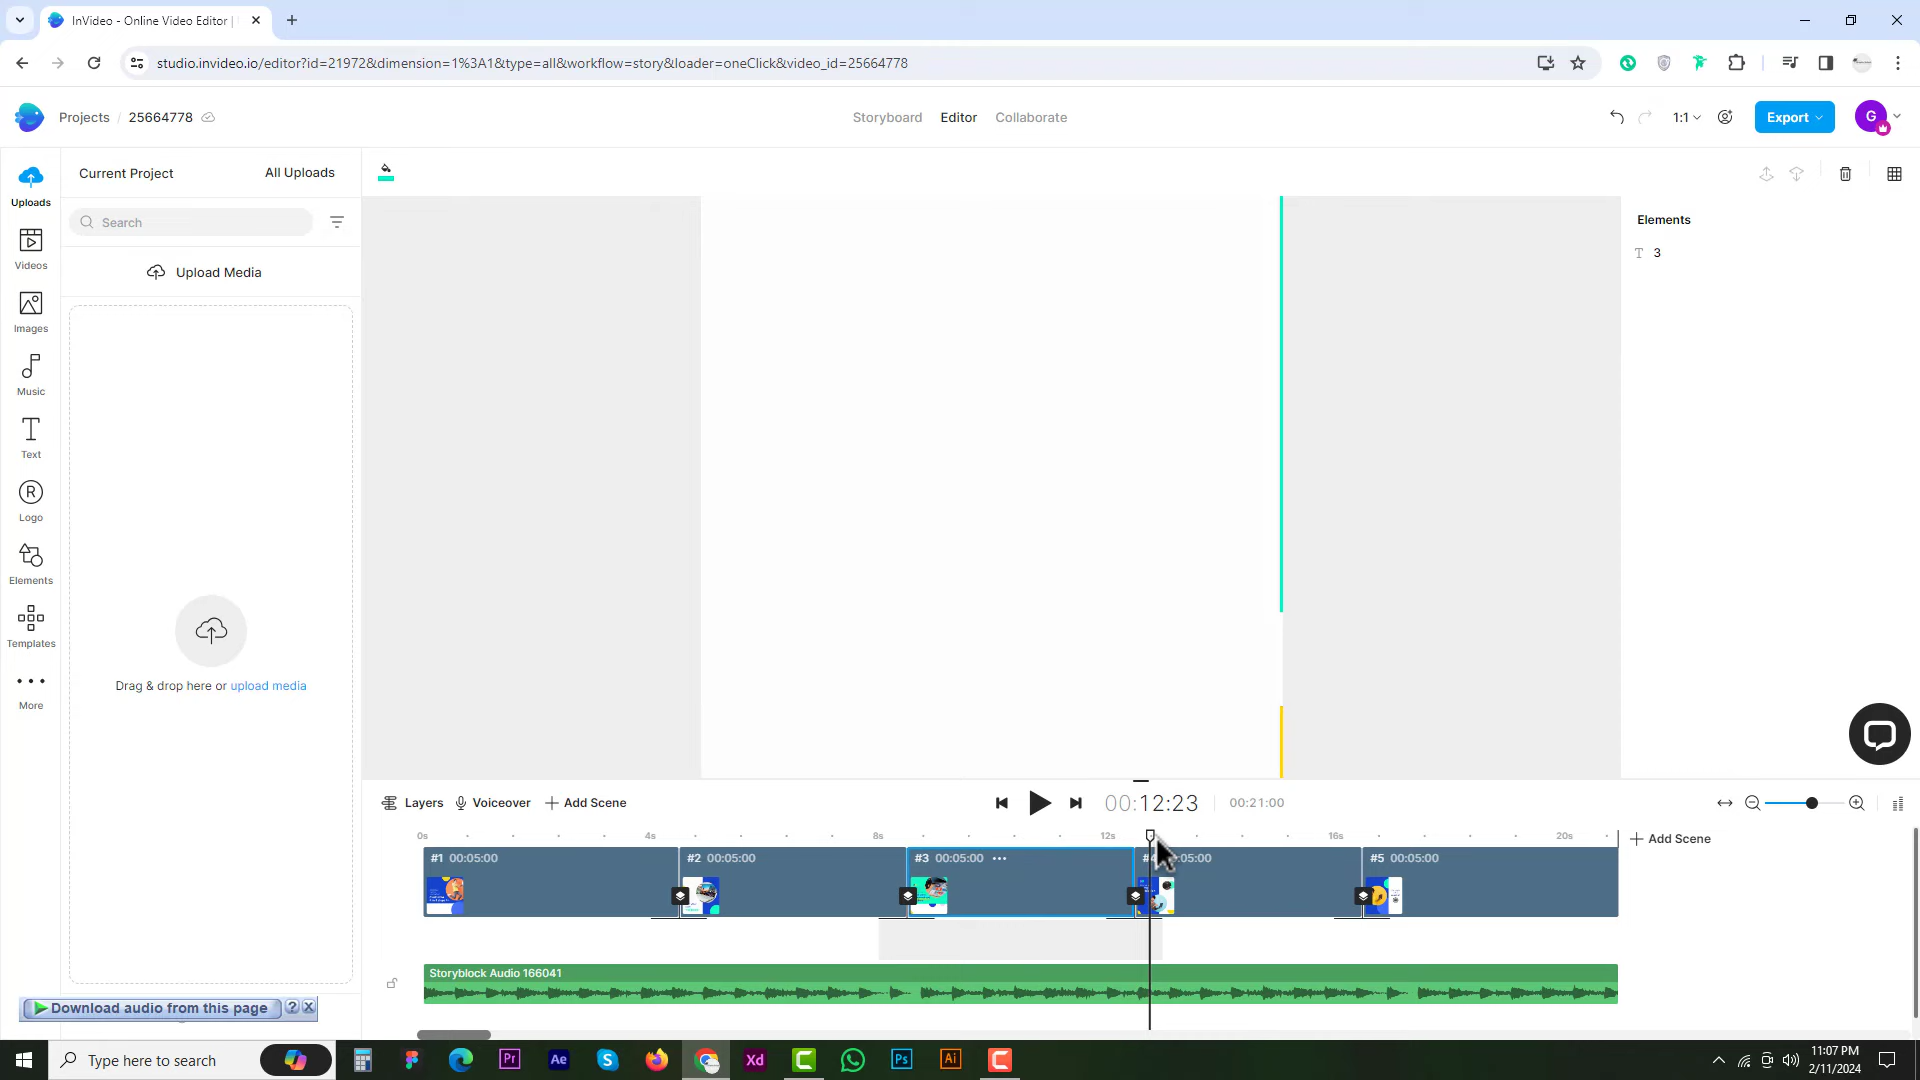 InVideo - Online Video Editor |
studio.invideo.io/editor?id=21972&dimension=1%3A1&type=all&workflow=story&loader=oneClick&video_id=25664778
Projects / 25664778
Storyboard Editor Collaborate
1:1
Export
G
Current Project All Uploads
Search
Upload Media
Uploads
Videos
Images
Music
Text
Logo
Elements
Templates
More
Drag & drop here or upload media
Elements
T 3
Layers Voiceover + Add Scene
00:12:23 00:21:00
0s 4s 8s 12s 16s 20s
+ Add Scene
#1 00:05:00 #2 00:05:00 #3 00:05:00 ••• :05:00 #5 00:05:00
Storyblock Audio 166041
Download audio from this page ? X
Type here to search
Pr Ae Xd Ps Ai
11:07 PM
2/11/2024